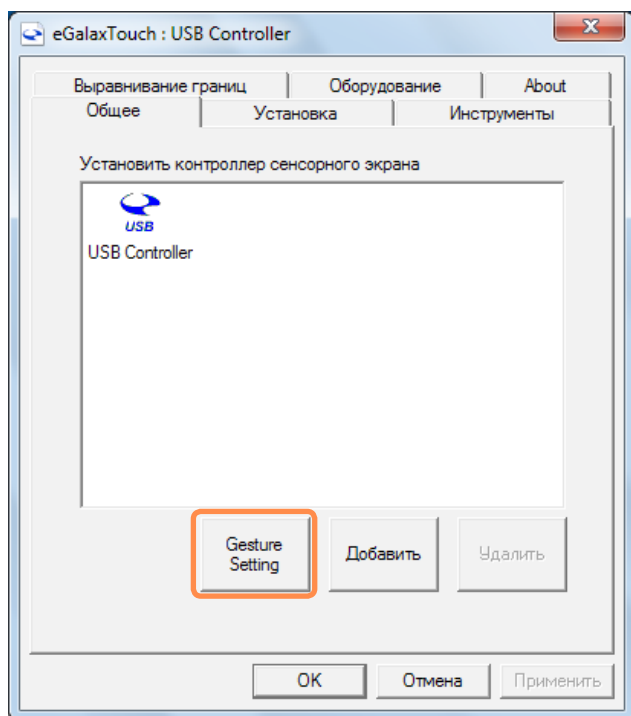 eGalaxTouch : USB Controller
Выравнивание границ Оборудование About
Общее Установка Инструменты
Установить контроллер сенсорного экрана
USB
USB Controller
Gesture
Setting
Добавить
Удалить
OK
Отмена
Применить